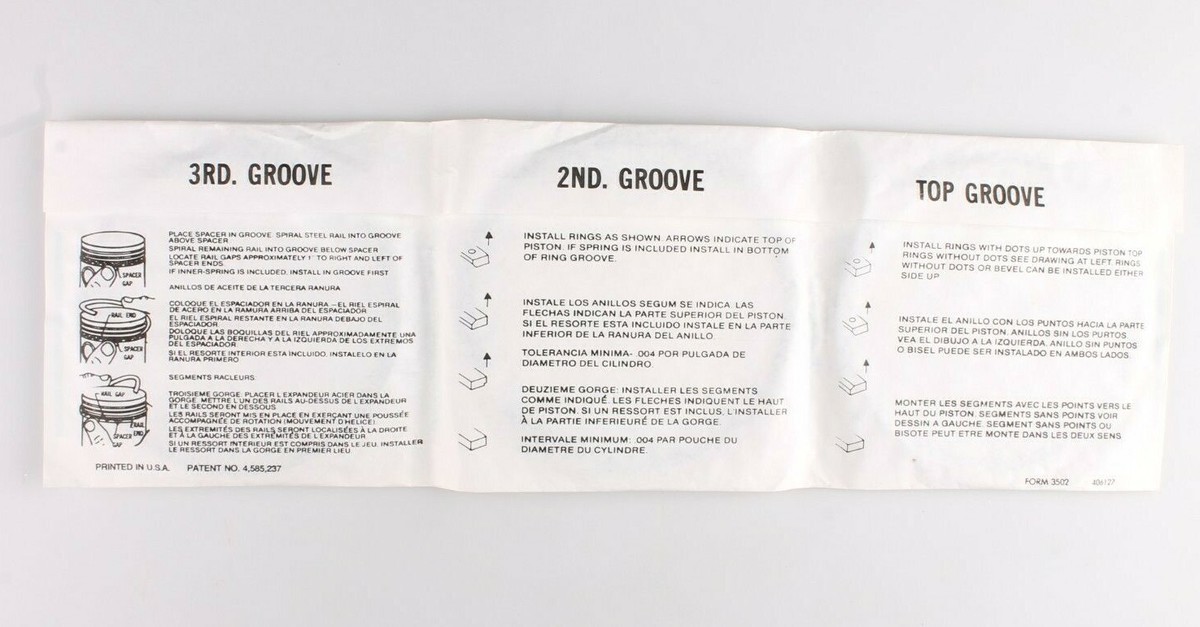 3RD. GROOVE
PLACE SPACER IN GROOVE. SPIRAL STEEL RAIL INTO GROOVE
ABOVE SPACER
SPIRAL REMAINING RAIL INTO GROOVE BELOW SPACER
LOCATE RAIL GAPS APPROXIMATELY 1" TO RIGHT AND LEFT OF
SPACER ENDS.
IF INNER-SPRING IS INCLUDED, INSTALL IN GROOVE FIRST
SPACER
GAP
ANILLOS DE ACEITE DE LA TERCERA RANURA
COLOQUE EL ESPACIADOR EN LA RANURA – EL RIEL ESPIRAL
DE ACERO EN LA RAMURA ARRIBA DEL ESPACIADOR
EL RIEL ESPIRAL RESTANTE EN LA RANURA DEBAJO DEL
ESPACIADOR
DOLOQUE LAS BOQUILLAS DEL RIEL APPROXIMADAMENTE UNA
PULGADA A LA DERECHA Y A LA IZQUIERDA DE LOS EXTREMOS
DEL ESPACIADOR
SI EL RESORTE INTERIOR ESTA INCLUIDO, INSTALELO EN LA
RANURA PRIMERO
RAIL END
SPACER
GAP
SEGMENTS RACLEURS:
TROISIEME GORGE: PLACER L'EXPANDEUR ACIER DANS LA
GORGE. METTRE L'UN DES RAILS AU-DESSUS DE L'EXPANDEUR
ET LE SECOND EN DESSOUS
LES RAILS SERONT MIS EN PLACE EN EXERÇANT UNE POUSSÉE
ACCOMPAGNÉE DE ROTATION (MOUVEMENT D'HÉLICE).
LES EXTREMITÉS DES RAILS SERONT LOCALISÉES À LA DROITE
ET À LA GAUCHE DES EXTRÉMITÉS DE L'EXPANDEUR.
SI UN RESSORT INTÉRIEUR EST COMPRIS DANS LE JEU, INSTALLER
LE RESSORT DANS LA GORGE EN PREMIER LIEU.
RAIL GAP
RAIL
END
SPACER
GAP
PRINTED IN U.S.A. PATENT NO. 4,585,237
2ND. GROOVE
INSTALL RINGS AS SHOWN. ARROWS INDICATE TOP OF
PISTON. IF SPRING IS INCLUDED INSTALL IN BOTTOM
OF RING GROOVE.
INSTALE LOS ANILLOS SEGUM SE INDICA. LAS
FLECHAS INDICAN LA PARTE SUPERIOR DEL PISTON.
SI EL RESORTE ESTA INCLUIDO INSTALE EN LA PARTE
INFERIOR DE LA RANURA DEL ANILLO.
TOLERANCIA MINIMA- .004 POR PULGADA DE
DIAMETRO DEL CILINDRO.
DEUZIEME GORGE: INSTALLER LES SEGMENTS
COMME INDIQUÉ. LES FLECHES INDIQUENT LE HAUT
DE PISTON. SI UN RESSORT EST INCLUS, L'INSTALLER
À LA PARTIE INFERIEURE DE LA GORGE.
INTERVALE MINIMUM: .004 PAR POUCHE DU
DIAMETRE DU CYLINDRE.
TOP GROOVE
INSTALL RINGS WITH DOTS UP TOWARDS PISTON TOP
RINGS WITHOUT DOTS SEE DRAWING AT LEFT. RINGS
WITHOUT DOTS OR BEVEL CAN BE INSTALLED EITHER
SIDE UP
INSTALE EL ANILLO CON LOS PUNTOS HACIA LA PARTE
SUPERIOR DEL PISTON. ANILLOS SIN LOS PURTOS
VEA EL DIBUJO A LA IZQUIERDA. ANILLO SIN PUNTOS
O BISEL PUEDE SER INSTALADO EN AMBOS LADOS.
MONTER LES SEGMENTS AVEC LES POINTS VERS LE
HAUT DU PISTON. SEGMENTS SANS POINTS VOIR
DESSIN A GAUCHE. SEGMENT SANS POINTS OU
BISOTE PEUT ETRE MONTE DANS LES DEUX SENS
FORM 3502 406127